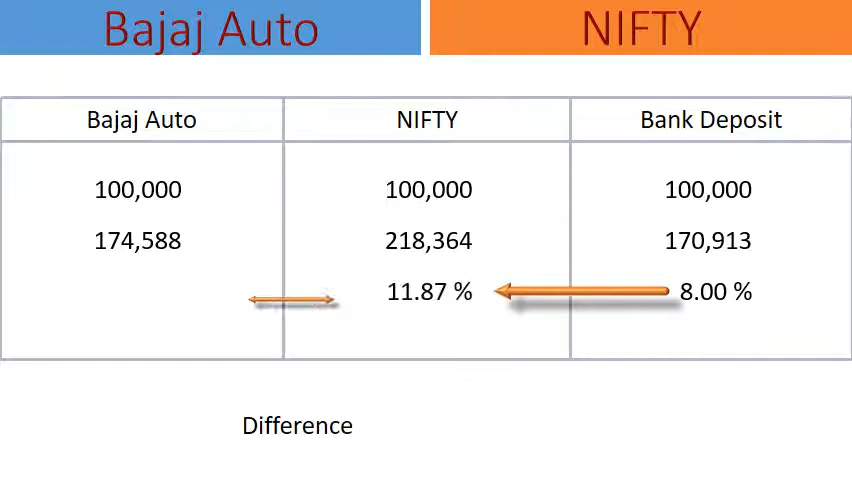 Bajaj Auto NIFTY
Bajaj Auto NIFTY Bank Deposit
100,000 100,000 100,000
174,588 218,364 170,913
11.87 % 8.00 %
Difference